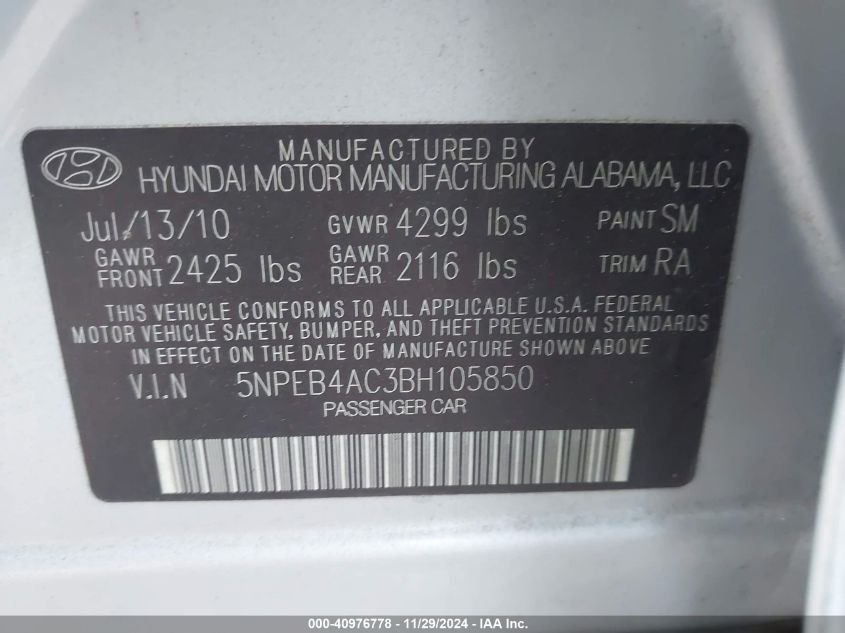 MANUFACTURED BY
HYUNDAI MOTOR MANUFACTURING ALABAMA, LLC
Jul/13/10 GVWR 4299 lbs PAINT SM
GAWR FRONT 2425 lbs GAWR REAR 2116 lbs TRIM RA
THIS VEHICLE CONFORMS TO ALL APPLICABLE U.S.A. FEDERAL
MOTOR VEHICLE SAFETY, BUMPER, AND THEFT PREVENTION STANDARDS
IN EFFECT ON THE DATE OF MANUFACTURE SHOWN ABOVE
V.I.N 5NPEB4AC3BH105850
PASSENGER CAR
000-40976778 - 11/29/2024 - IAA, Inc.